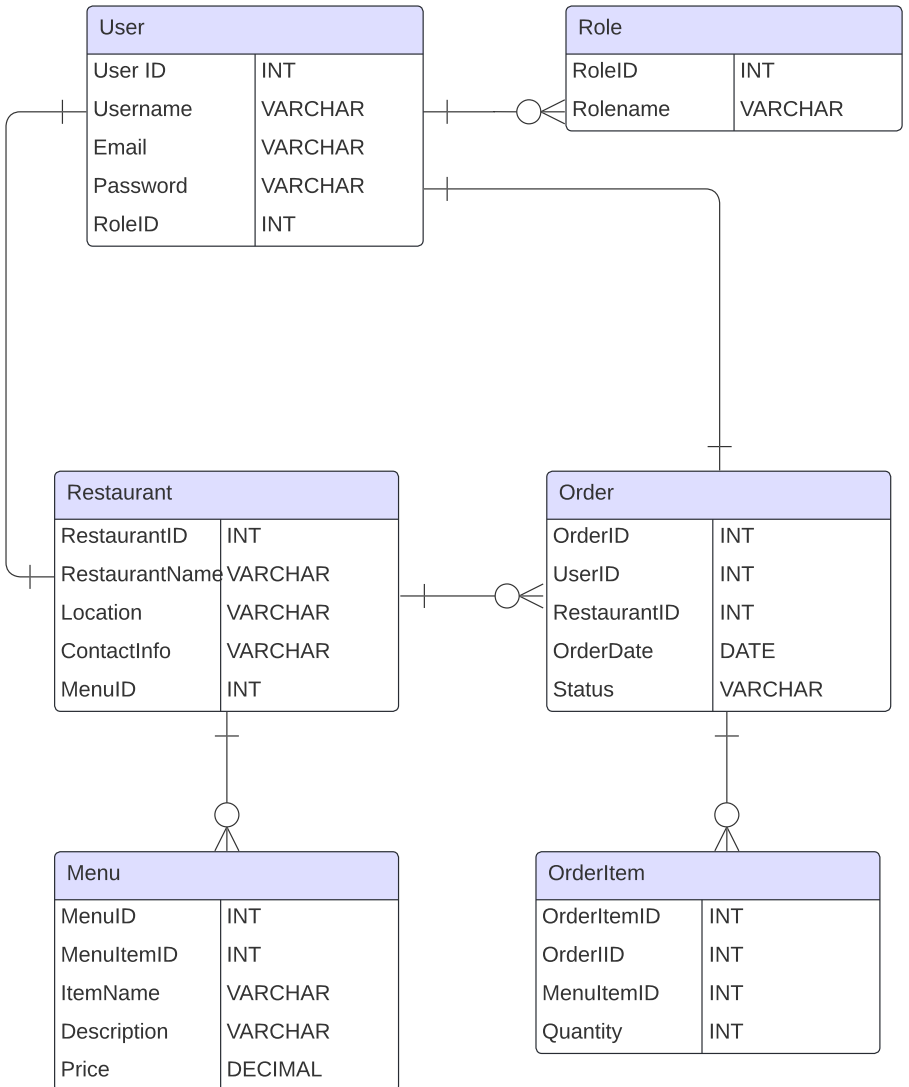 User
User ID INT
Username VARCHAR
Email VARCHAR
Password VARCHAR
RoleID INT
Role
RoleID INT
Rolename VARCHAR
Restaurant
RestaurantID INT
RestaurantName VARCHAR
Location VARCHAR
ContactInfo VARCHAR
MenuID INT
Order
OrderID INT
UserID INT
RestaurantID INT
OrderDate DATE
Status VARCHAR
Menu
MenuID INT
MenuItemID INT
ItemName VARCHAR
Description VARCHAR
Price DECIMAL
OrderItem
OrderItemID INT
OrderIID INT
MenuItemID INT
Quantity INT